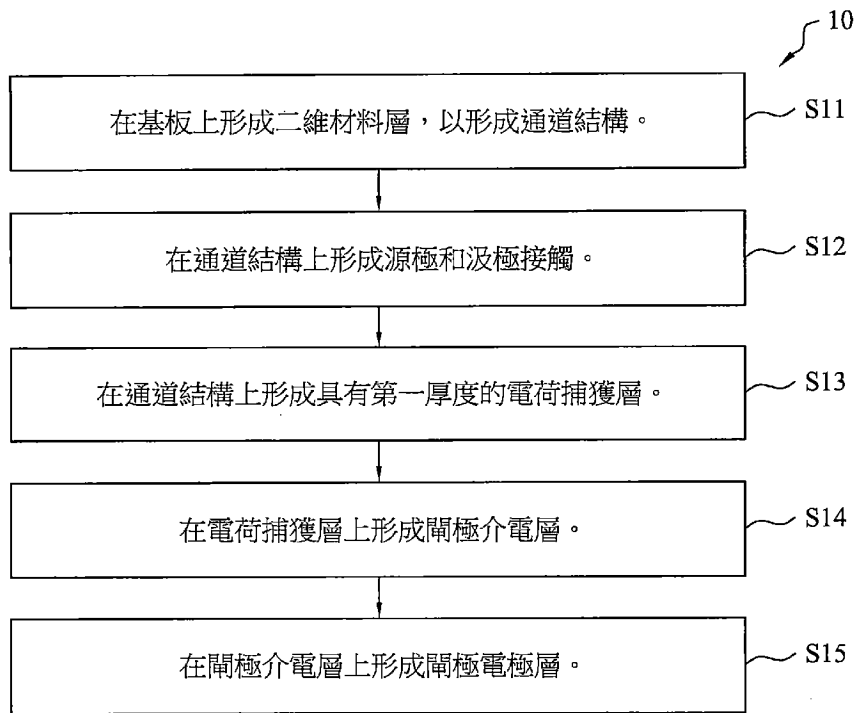 10
在基板上形成二維材料層，以形成通道結構。
S11
在通道結構上形成源極和汲極接觸。
S12
在通道結構上形成具有第一厚度的電荷捕獲層。
S13
在電荷捕獲層上形成閘極介電層。
S14
在閘極介電層上形成閘極電極層。
S15